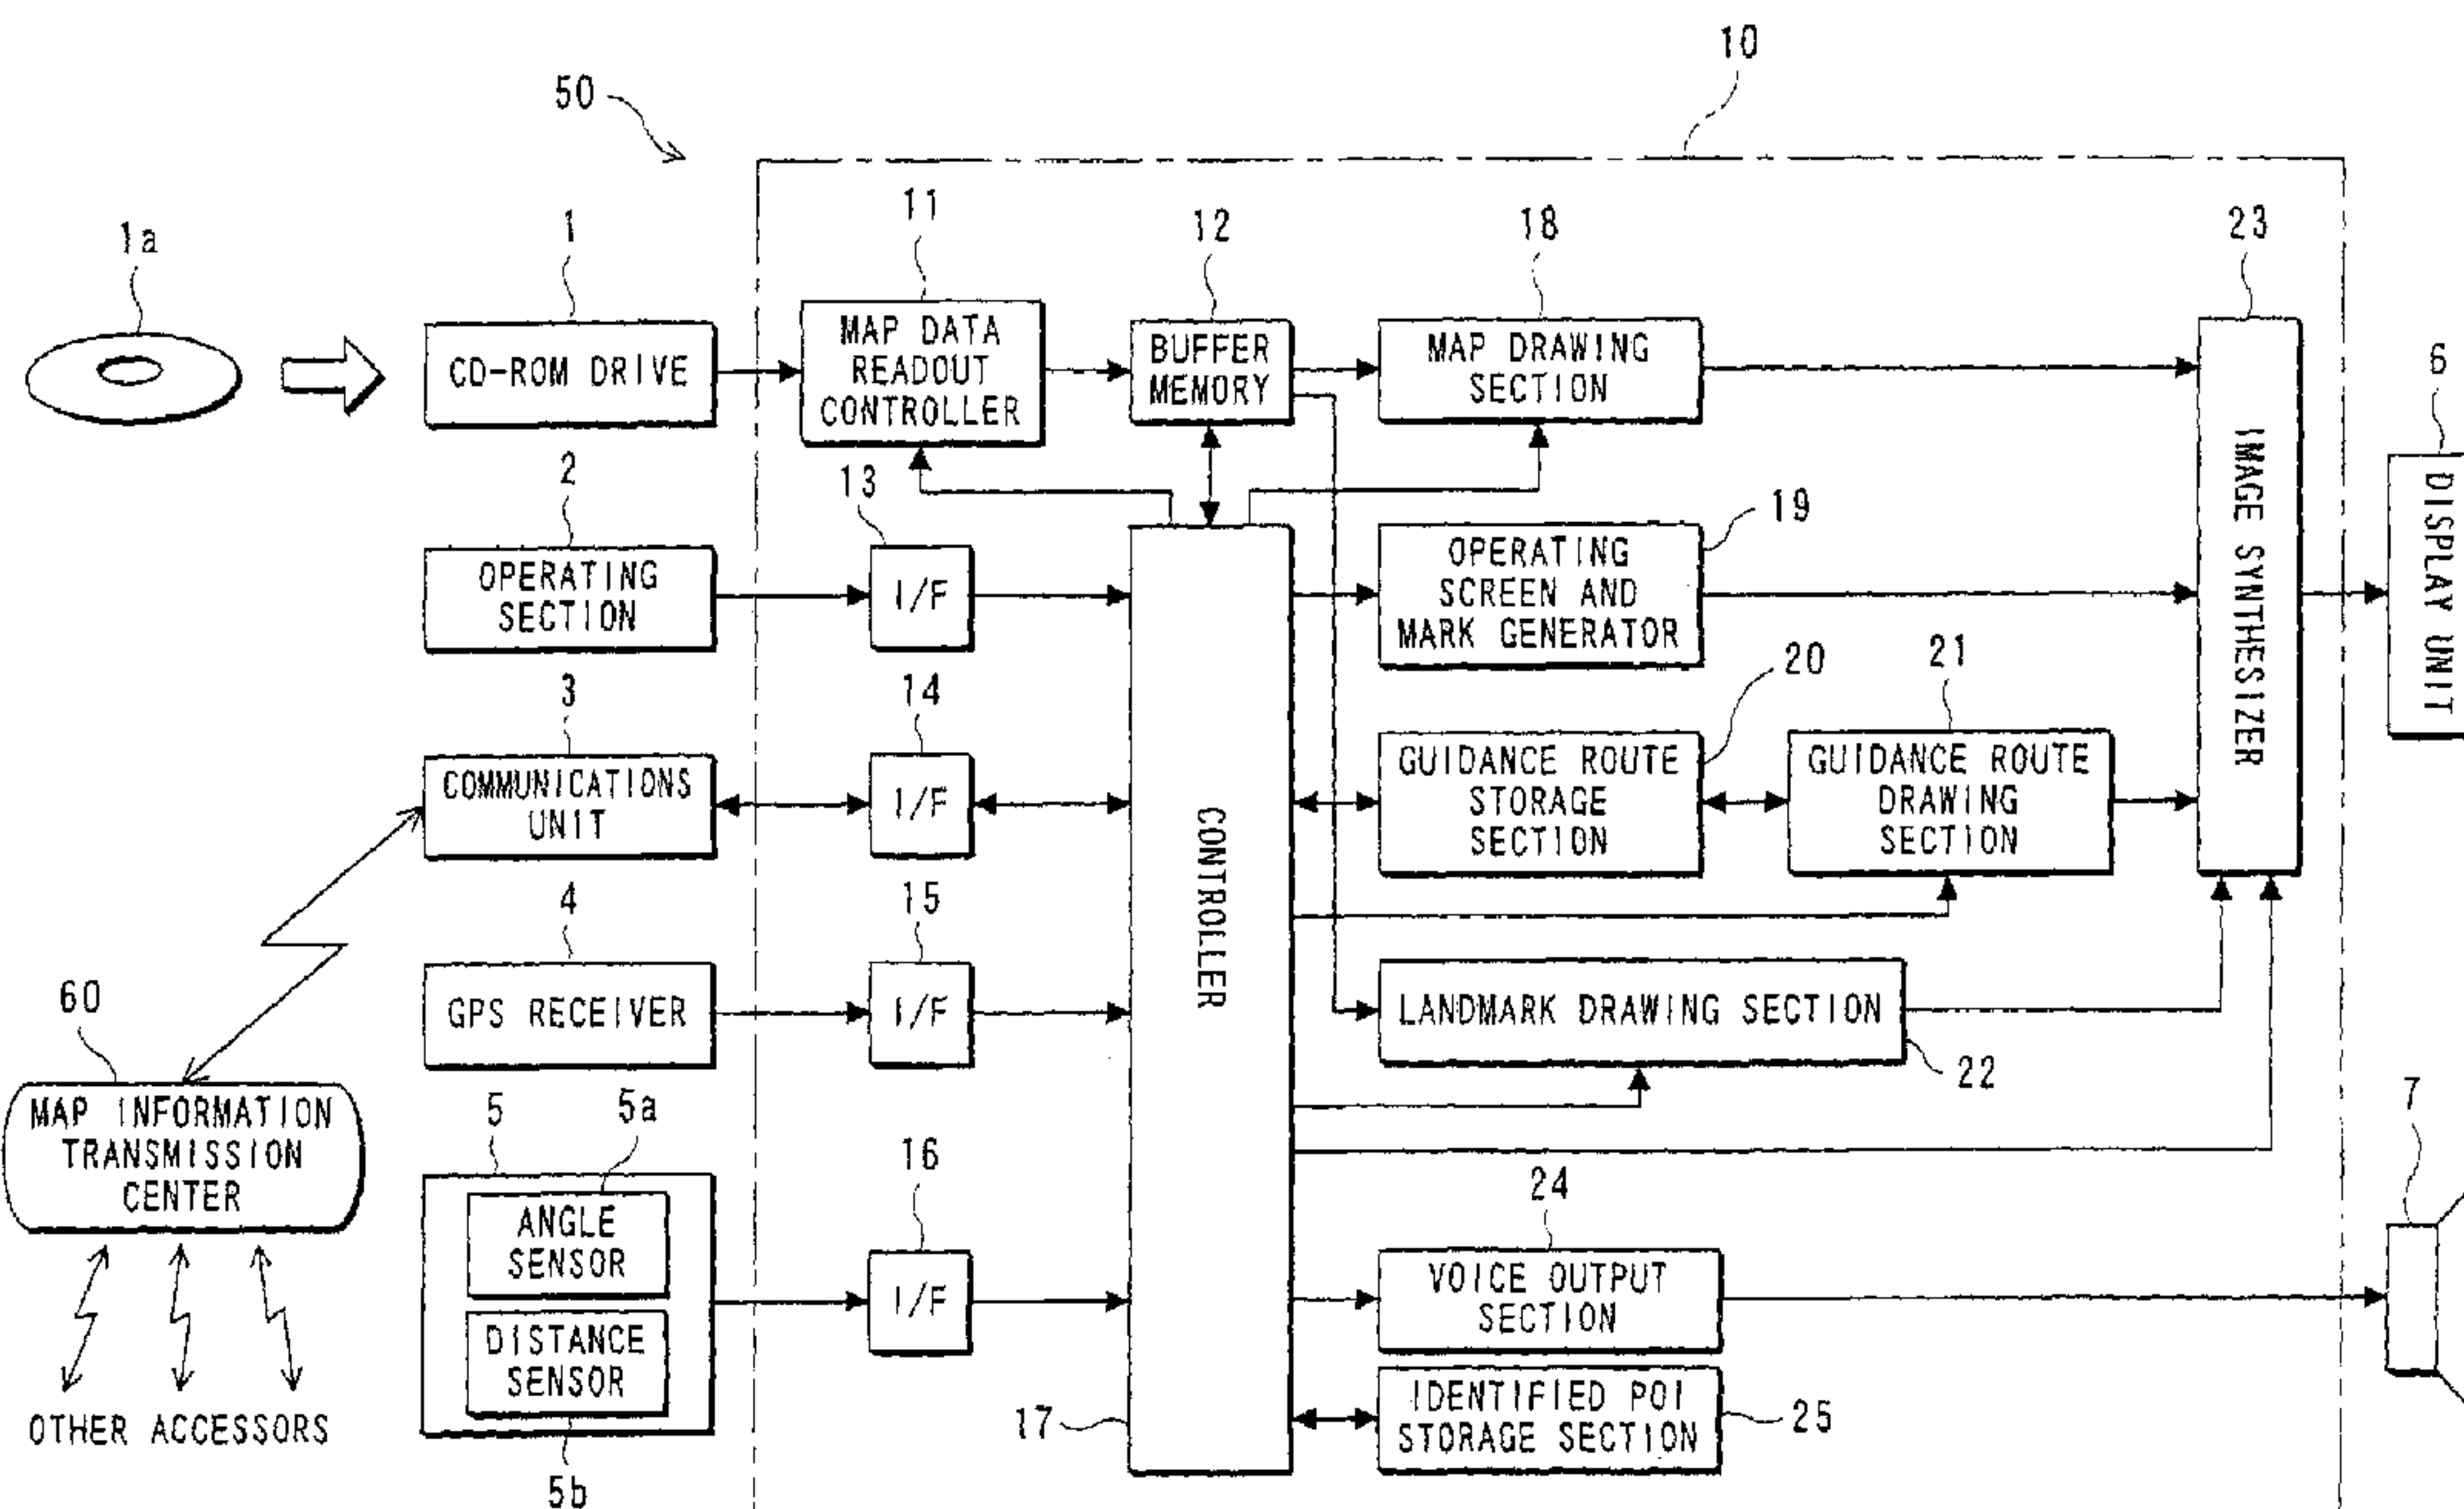 10
50
11
12
18
23
1a
1
CD-ROM DRIVE
MAP DATA
READOUT
CONTROLLER
BUFFER
MEMORY
MAP DRAWING
SECTION
IMAGE SYNTHESIZER
6
DISPLAY UNIT
2
OPERATING
SECTION
13
I/F
19
OPERATING
SCREEN AND
MARK GENERATOR
3
COMMUNICATIONS
UNIT
14
I/F
CONTROLLER
20
GUIDANCE ROUTE
STORAGE
SECTION
21
GUIDANCE ROUTE
DRAWING
SECTION
4
GPS RECEIVER
15
I/F
LANDMARK DRAWING SECTION
22
60
MAP INFORMATION
TRANSMISSION
CENTER
OTHER ACCESSORS
5
5a
ANGLE
SENSOR
DISTANCE
SENSOR
5b
16
I/F
17
24
VOICE OUTPUT
SECTION
7
IDENTIFIED POI
STORAGE SECTION
25